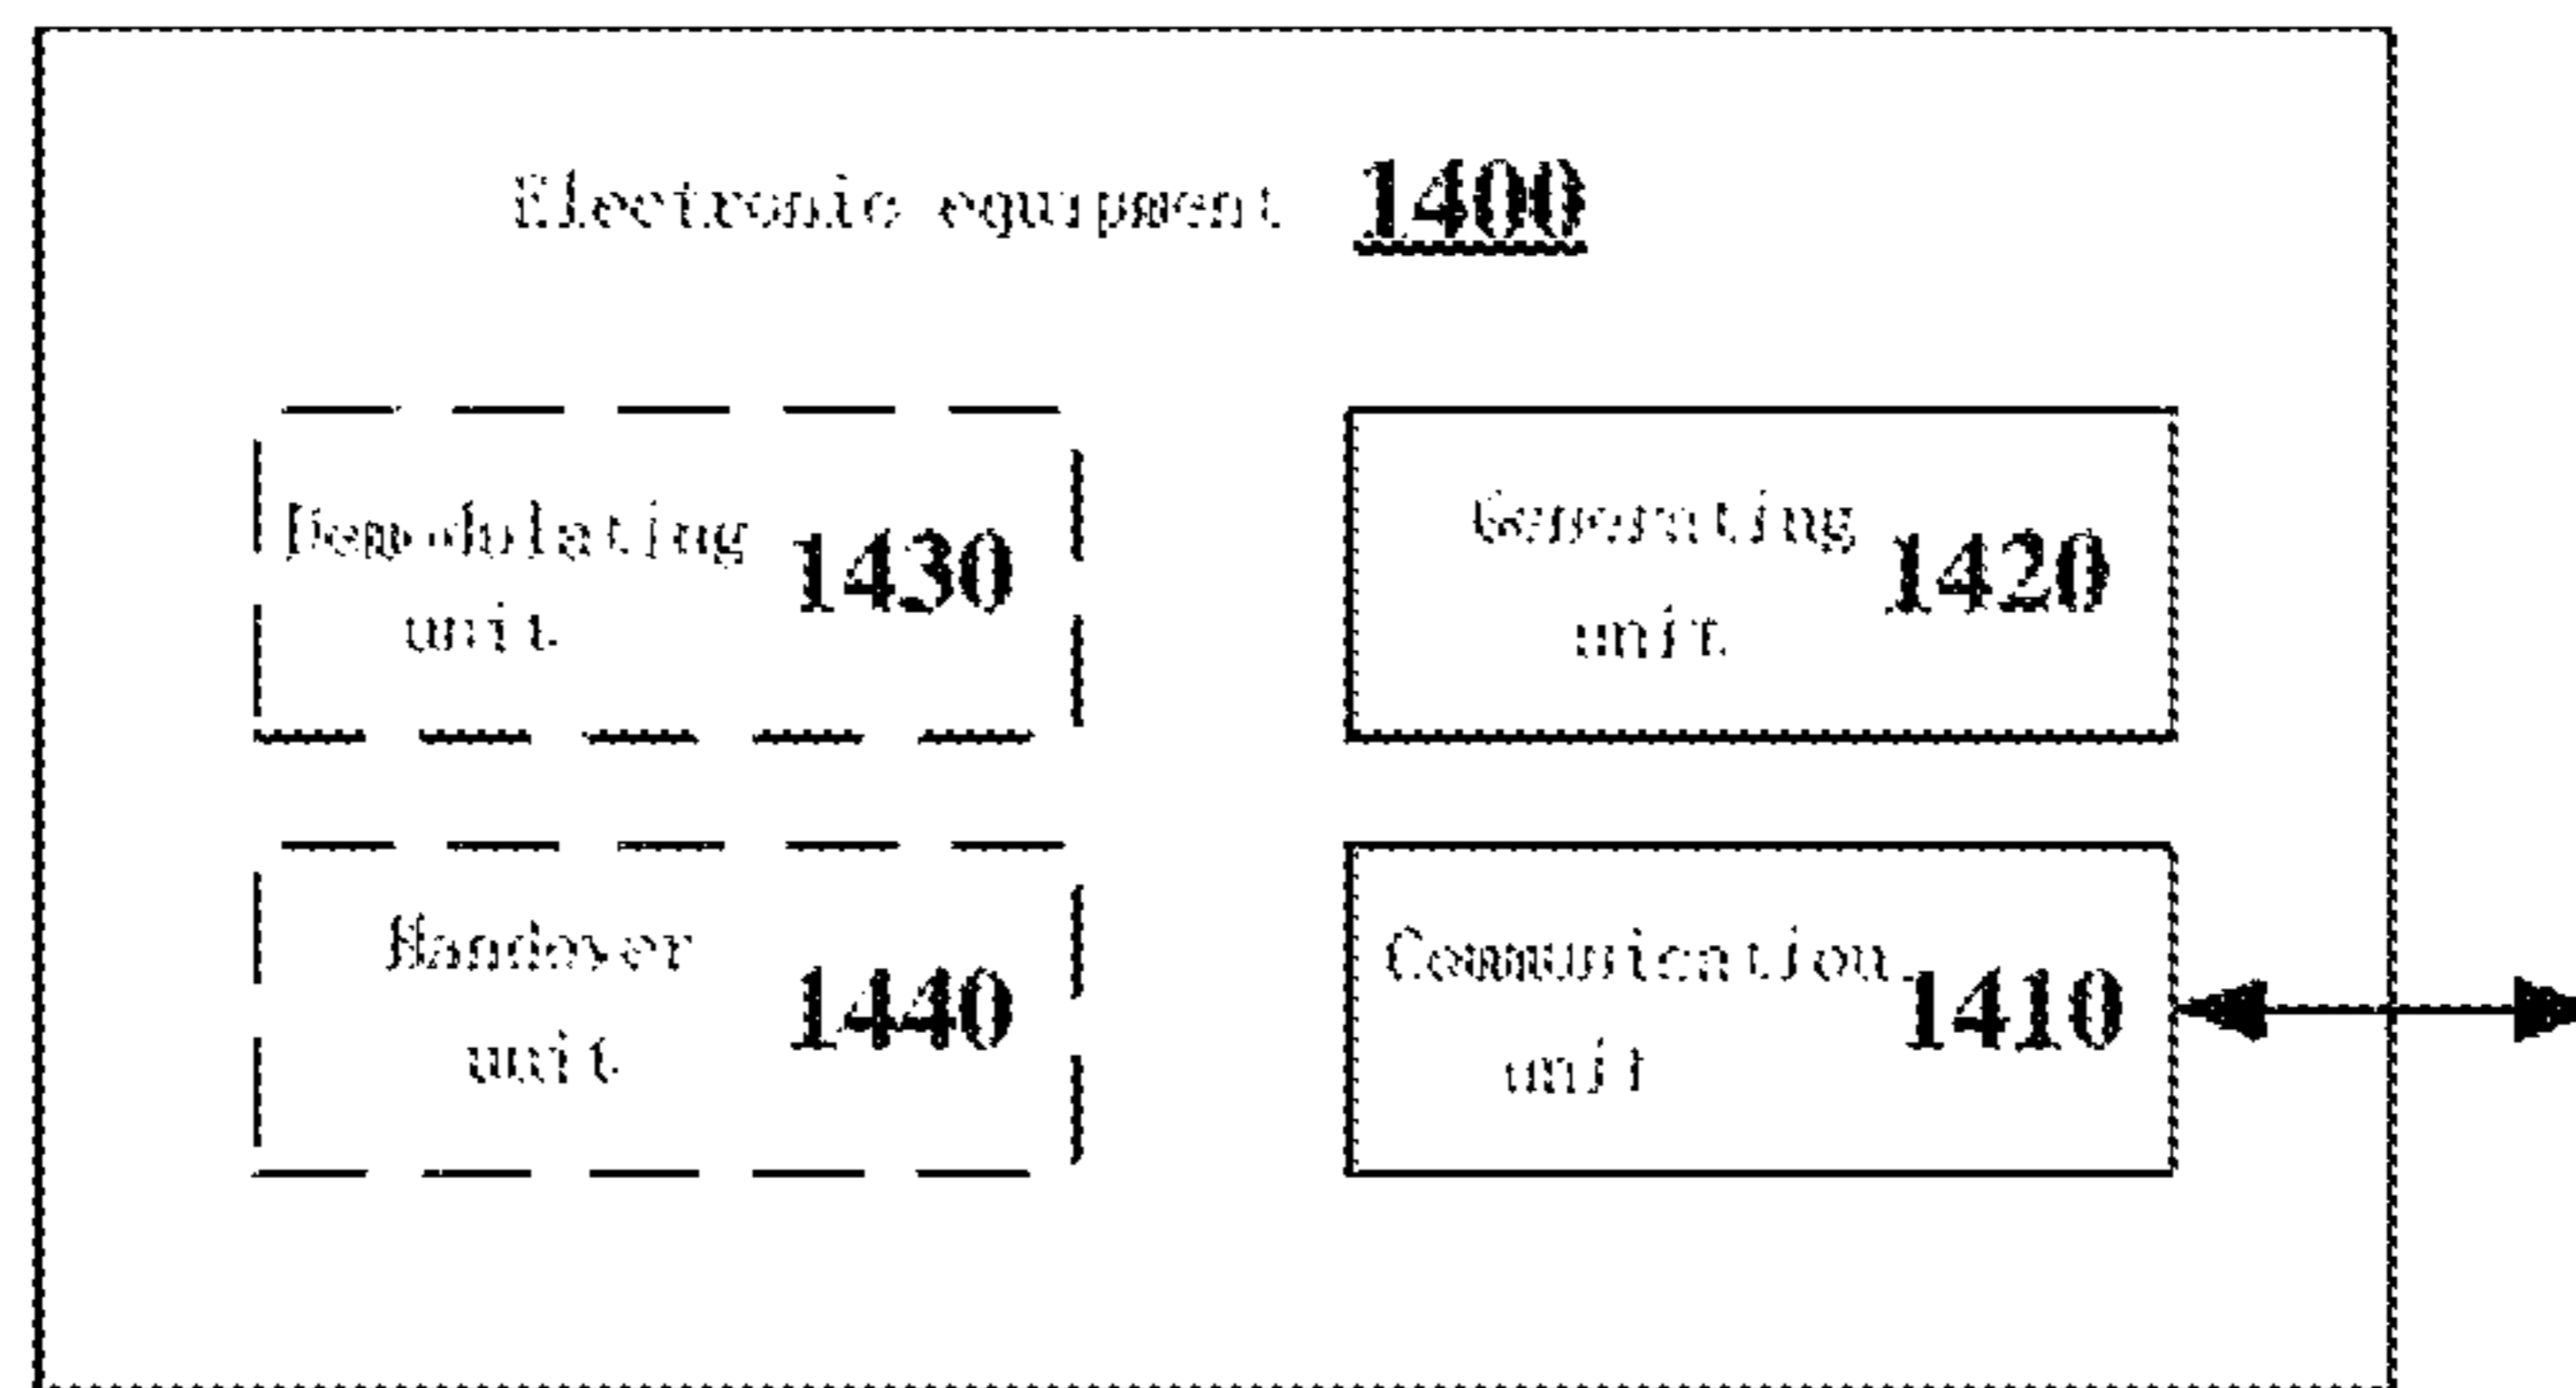 Electronic equipment 1400
Demodulating
unit
1430
Generating
unit
1420
Handover
unit
1440
Communication
unit
1410